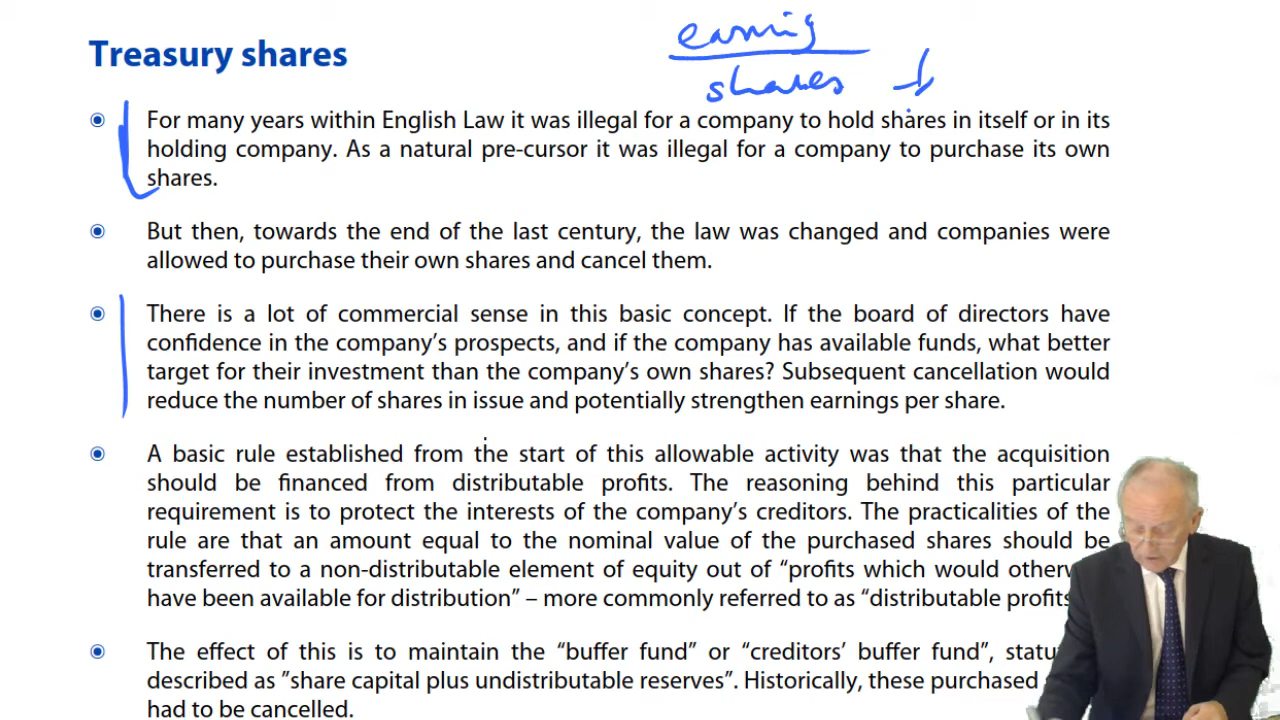 earning
shares
Treasury shares
For many years within English Law it was illegal for a company to hold shares in itself or in its
holding company. As a natural pre-cursor it was illegal for a company to purchase its own
shares.
But then, towards the end of the last century, the law was changed and companies were
allowed to purchase their own shares and cancel them.
There is a lot of commercial sense in this basic concept. If the board of directors have
confidence in the company's prospects, and if the company has available funds, what better
target for their investment than the company's own shares? Subsequent cancellation would
reduce the number of shares in issue and potentially strengthen earnings per share.
A basic rule established from the start of this allowable activity was that the acquisition
should be financed from distributable profits. The reasoning behind this particular
requirement is to protect the interests of the company's creditors. The practicalities of the
rule are that an amount equal to the nominal value of the purchased shares should be
transferred to a non-distributable element of equity out of "profits which would
have been available for distribution" – more commonly referred to as "distributable profits
The effect of this is to maintain the "buffer fund" or "creditors' buffer fund",
described as "share capital plus undistributable reserves". Historically, these purchased
had to be cancelled.